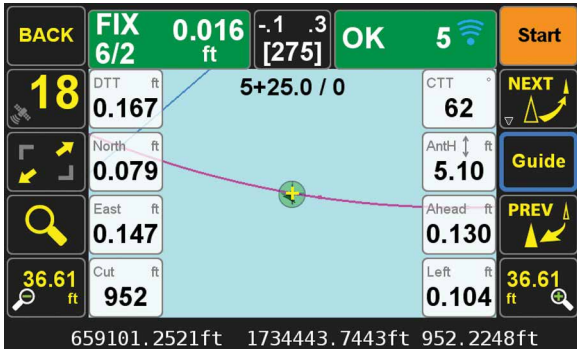 BACK
FIX 0.016
6/2 ft
-.1 .3
[275]
OK 5
Start
18
DTT ft
0.167
5+25.0 / 0
CTT °
62
NEXT
North ft
0.079
AntH ft
5.10
Guide
East ft
0.147
Ahead ft
0.130
PREV
36.61
ft
Cut ft
952
Left ft
0.104
36.61
ft
659101.2521ft 1734443.7443ft 952.2248ft